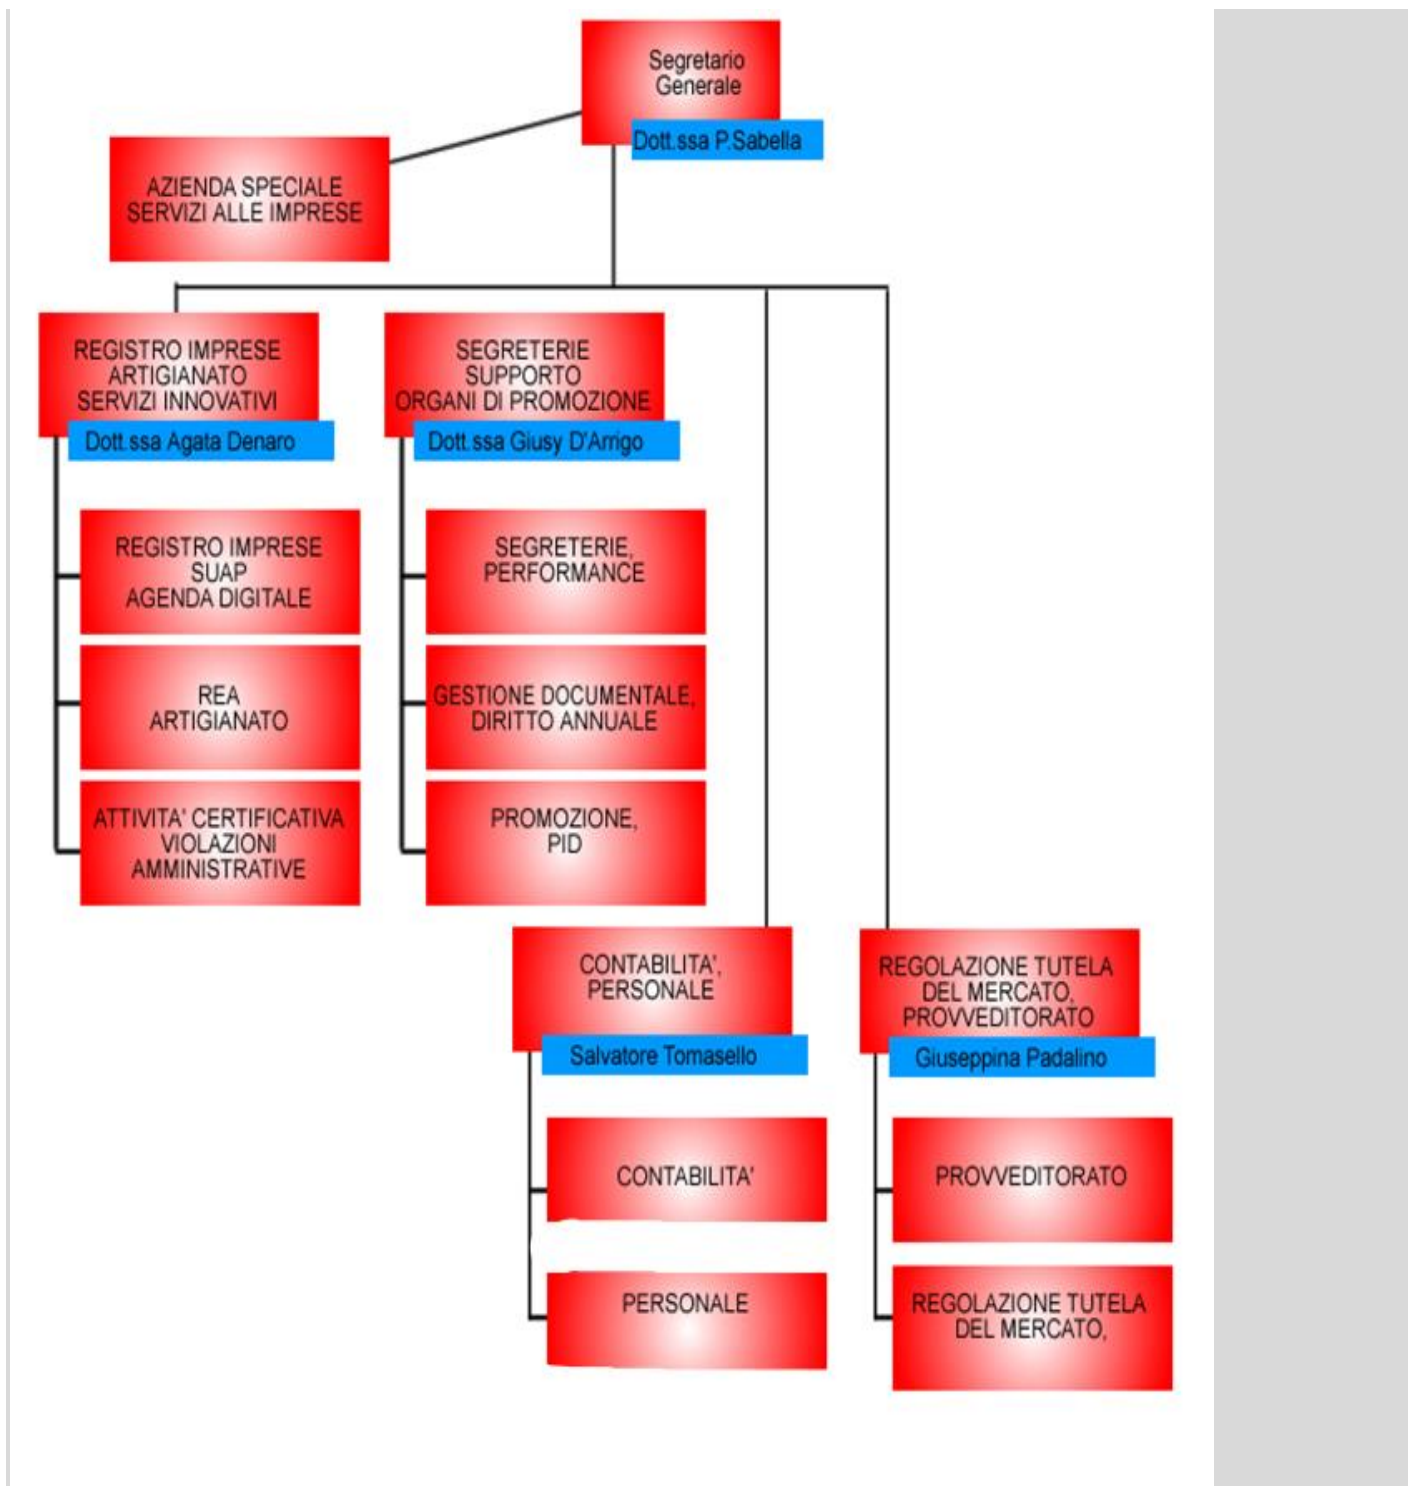 Segretario
Generale
Dott.ssa P.Sabella
AZIENDA SPECIALE
SERVIZI ALLE IMPRESE
REGISTRO IMPRESE
ARTIGIANATO
SERVIZI INNOVATIVI
Dott.ssa Agata Denaro
SEGRETERIE
SUPPORTO
ORGANI DI PROMOZIONE
Dott.ssa Giusy D'Arrigo
REGISTRO IMPRESE
SUAP
AGENDA DIGITALE
REA
ARTIGIANATO
ATTIVITA' CERTIFICATIVA
VIOLAZIONI
AMMINISTRATIVE
SEGRETERIE,
PERFORMANCE
GESTIONE DOCUMENTALE,
DIRITTO ANNUALE
PROMOZIONE,
PID
CONTABILITA',
PERSONALE
Salvatore Tomasello
CONTABILITA'
PERSONALE
REGOLAZIONE TUTELA
DEL MERCATO,
PROVVEDITORATO
Giuseppina Padalino
PROVVEDITORATO
REGOLAZIONE TUTELA
DEL MERCATO,